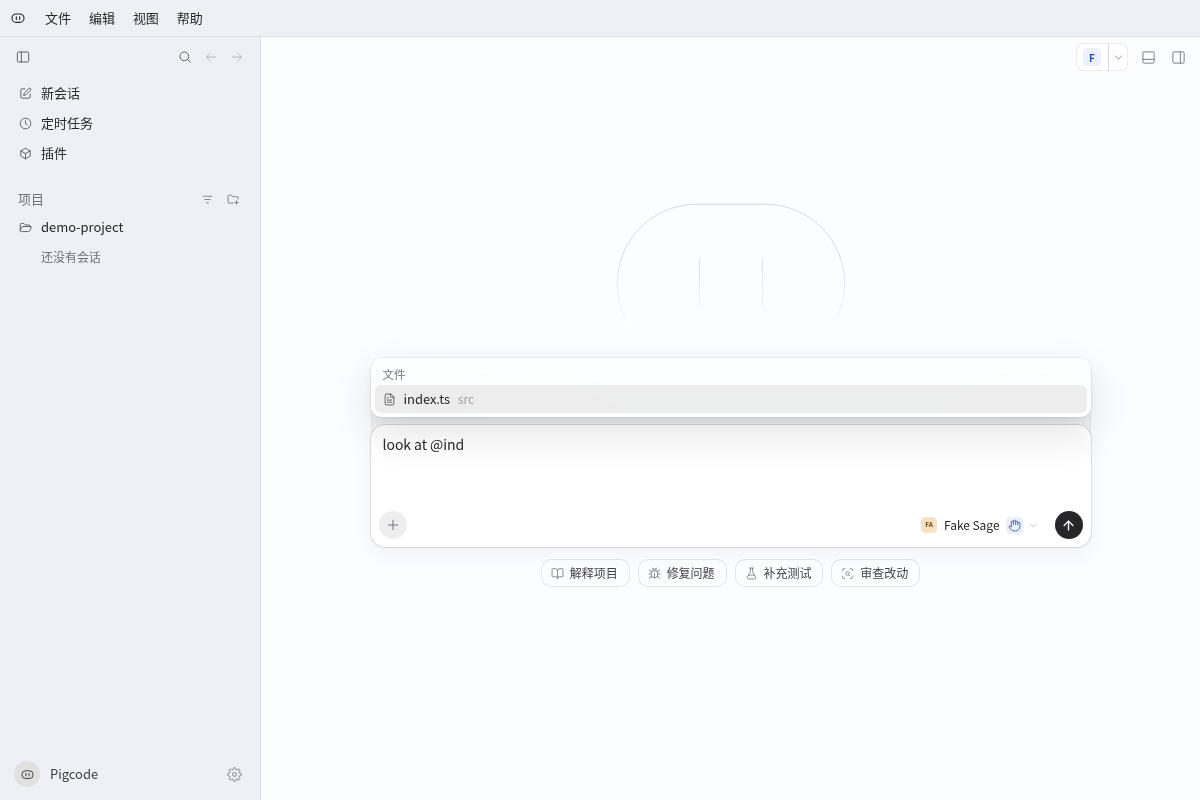 文件 编辑 视图 帮助
F
新会话
定时任务
插件
项目
demo-project
还没有会话
文件
index.ts src
look at @ind
FA Fake Sage
解释项目 修复问题 补充测试 审查改动
Pigcode